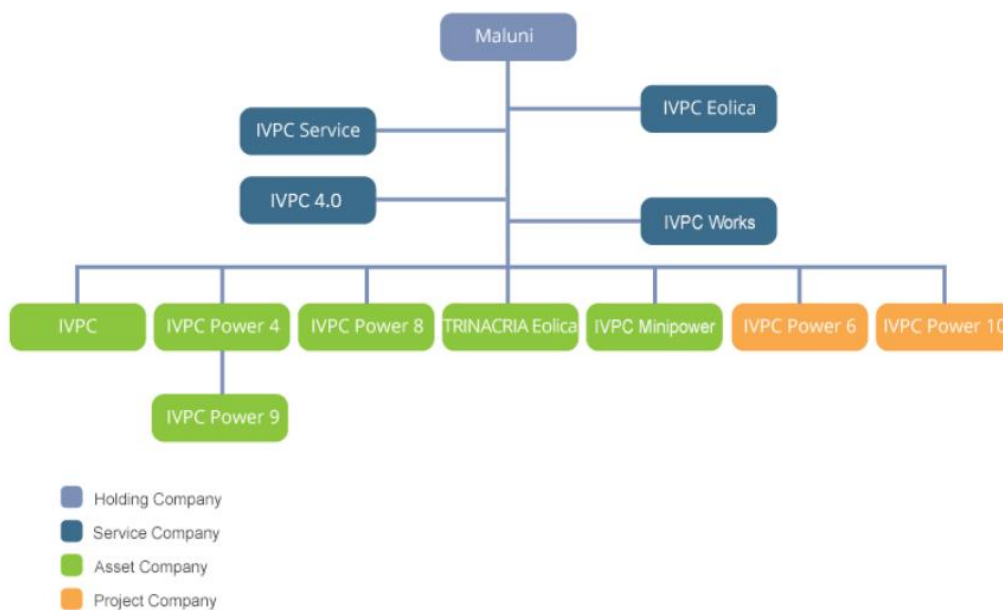 Maluni
IVPC Eolica
IVPC Service
IVPC 4.0
IVPC Works
IVPC
IVPC Power 4
IVPC Power 8
TRINACRIA Eolica
IVPC Minipower
IVPC Power 6
IVPC Power 10
IVPC Power 9
Holding Company
Service Company
Asset Company
Project Company